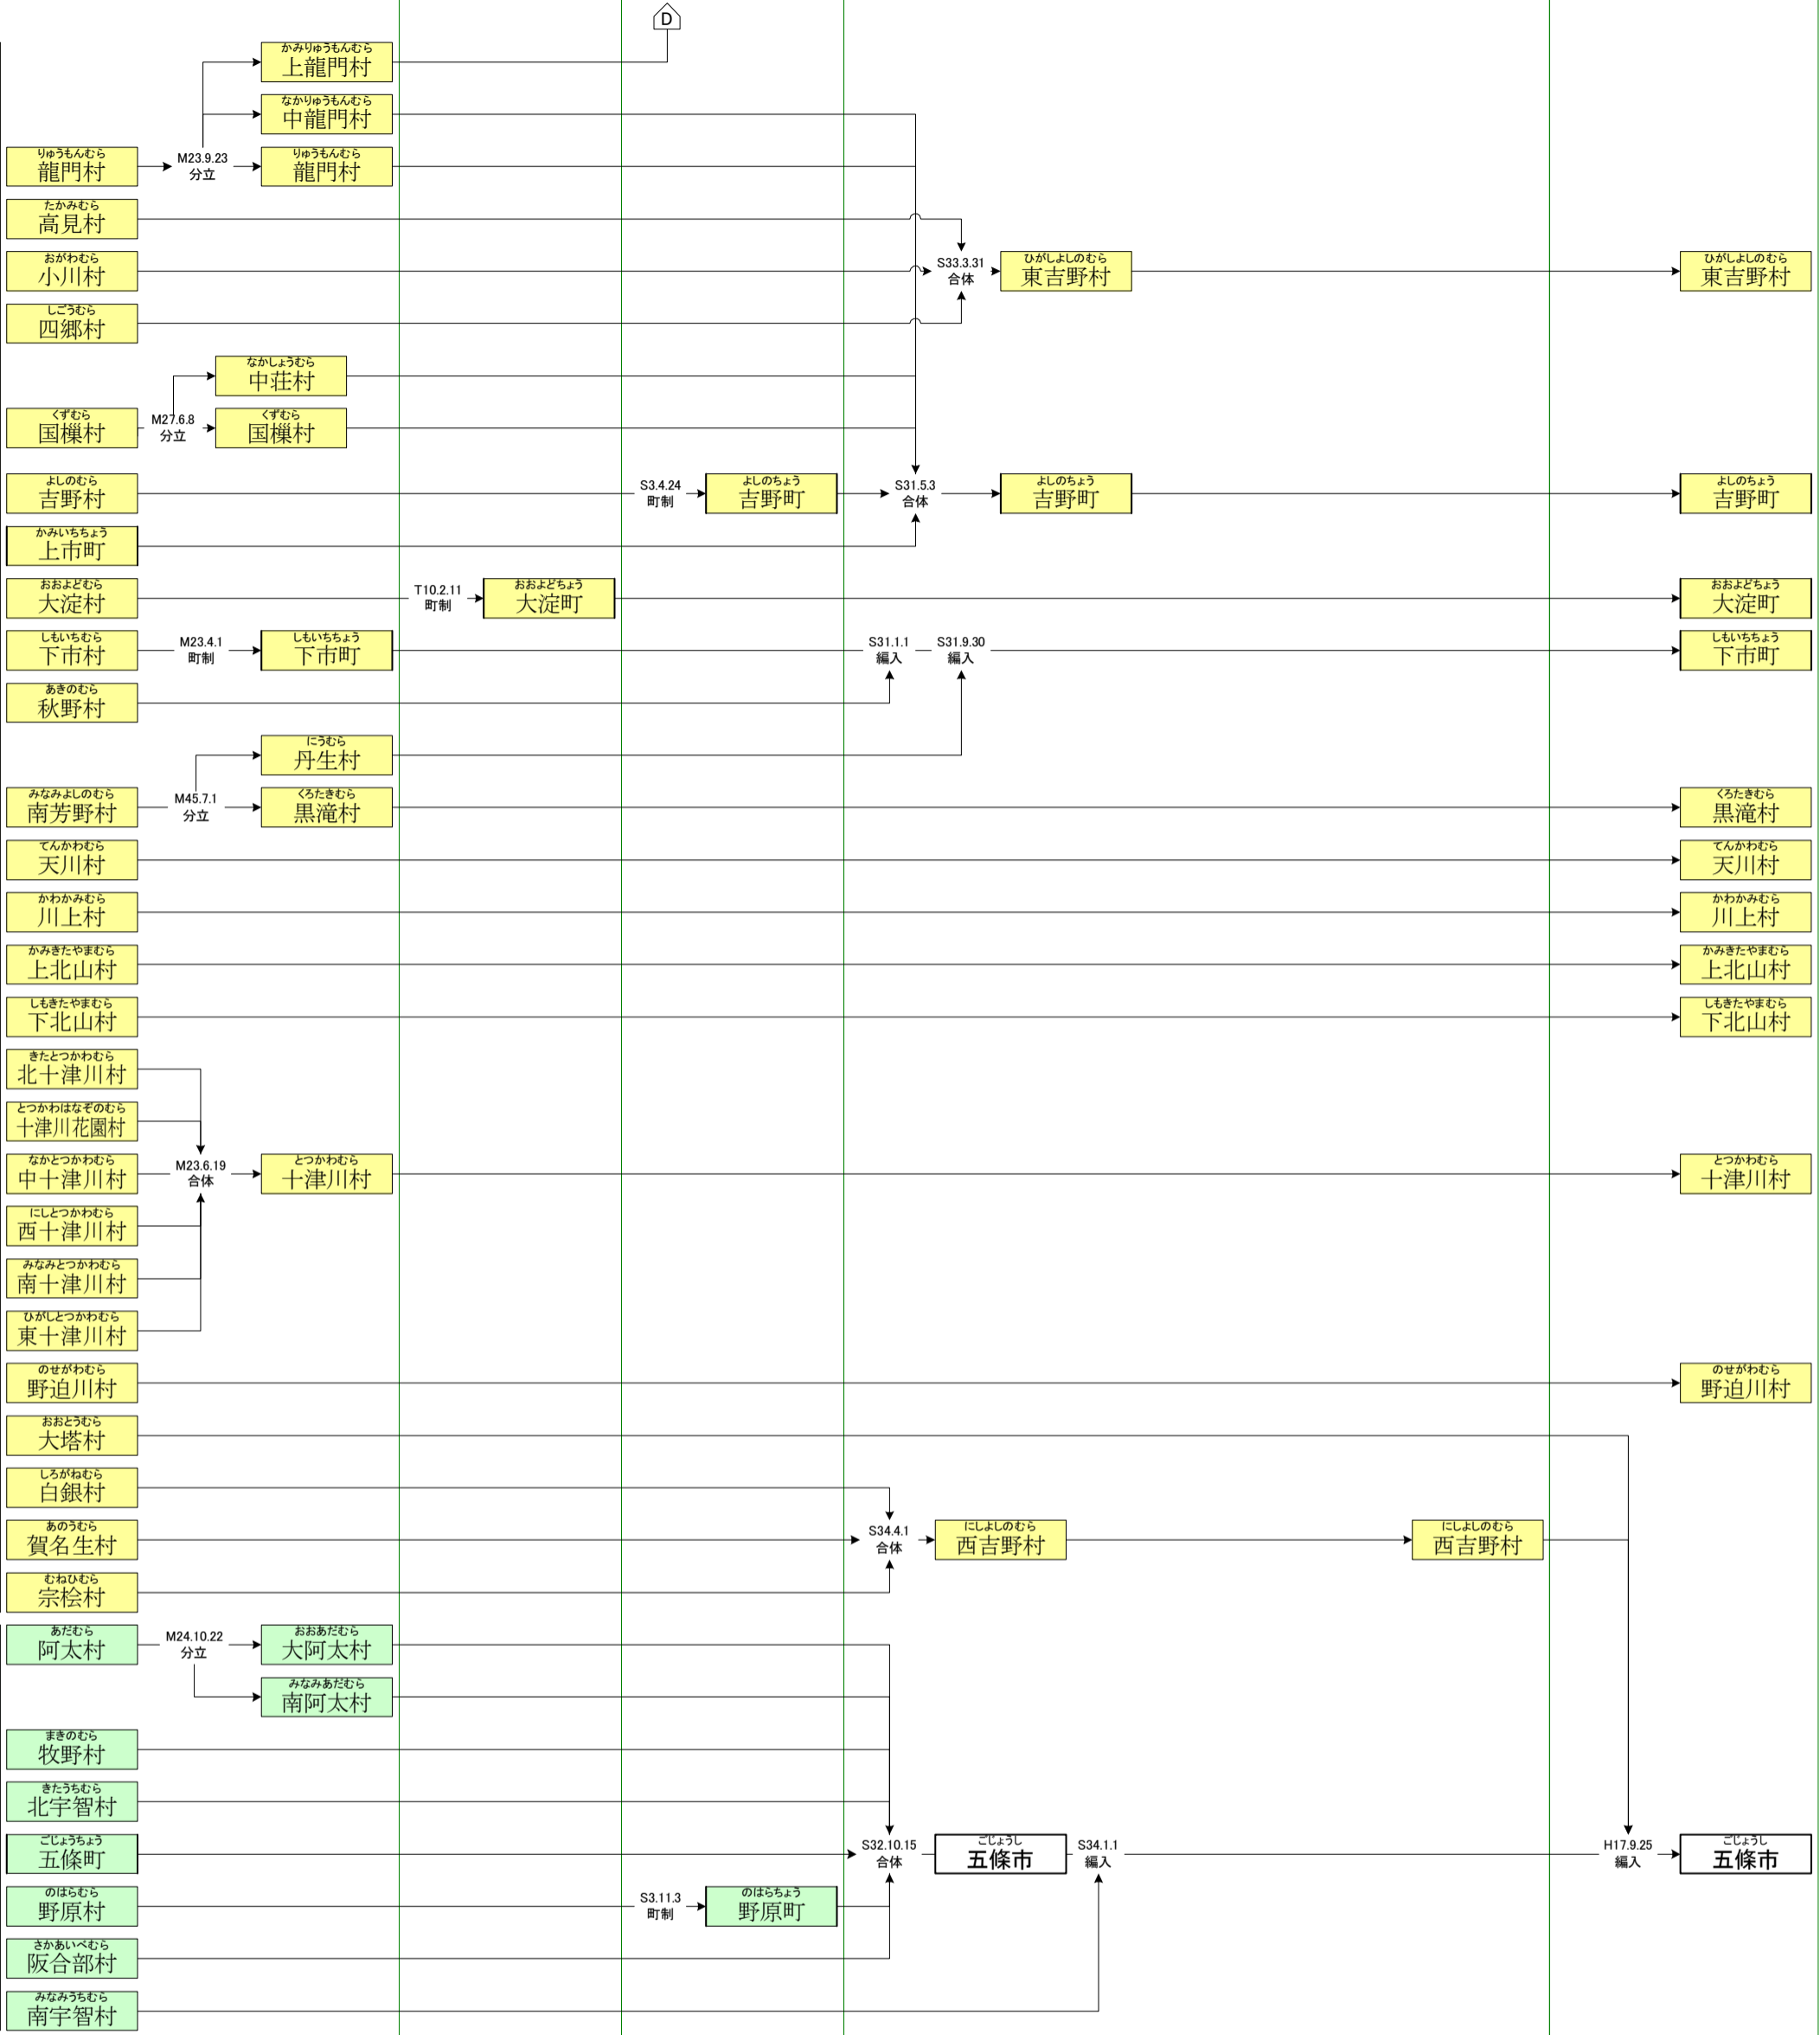 D
かみりゅうもんむら
上龍門村
なかりゅうもんむら
中龍門村
りゅうもんむら
龍門村
M23.9.23
分立
りゅうもんむら
龍門村
たかみむら
高見村
おがわむら
小川村
S33.3.31
合体
ひがしよしのむら
東吉野村
ひがしよしのむら
東吉野村
しごうむら
四郷村
なかしょうむら
中荘村
くずむら
国樔村
M27.6.8
分立
くずむら
国樔村
よしのむら
吉野村
S3.4.24
町制
よしのちょう
吉野町
S31.5.3
合体
よしのちょう
吉野町
よしのちょう
吉野町
かみいちちょう
上市町
おおよどむら
大淀村
T10.2.11
町制
おおよどちょう
大淀町
おおよどちょう
大淀町
しもいちむら
下市村
M23.4.1
町制
しもいちちょう
下市町
S31.1.1
編入
S31.9.30
編入
しもいちちょう
下市町
あきのむら
秋野村
にうむら
丹生村
みなみよしのむら
南芳野村
M45.7.1
分立
くろたきむら
黒滝村
くろたきむら
黒滝村
てんかわむら
天川村
てんかわむら
天川村
かわかみむら
川上村
かわかみむら
川上村
かみきたやまむら
上北山村
かみきたやまむら
上北山村
しもきたやまむら
下北山村
しもきたやまむら
下北山村
きたとつかわむら
北十津川村
とつかわはなぞのむら
十津川花園村
なかとつかわむら
中十津川村
M23.6.19
合体
とつかわむら
十津川村
とつかわむら
十津川村
にしとつかわむら
西十津川村
みなみとつかわむら
南十津川村
ひがしとつかわむら
東十津川村
のせがわむら
野迫川村
のせがわむら
野迫川村
おおとうむら
大塔村
しろがねむら
白銀村
あのうむら
賀名生村
S34.4.1
合体
にしよしのむら
西吉野村
にしよしのむら
西吉野村
むねひむら
宗桧村
あだむら
阿太村
M24.10.22
分立
おおあだむら
大阿太村
みなみあだむら
南阿太村
まきのむら
牧野村
きたうちむら
北宇智村
ごじょうちょう
五條町
S32.10.15
合体
ごじょうし
五條市
S34.1.1
編入
H17.9.25
編入
ごじょうし
五條市
のはらむら
野原村
S3.11.3
町制
のはらちょう
野原町
さかあいべむら
阪合部村
みなみうちむら
南宇智村